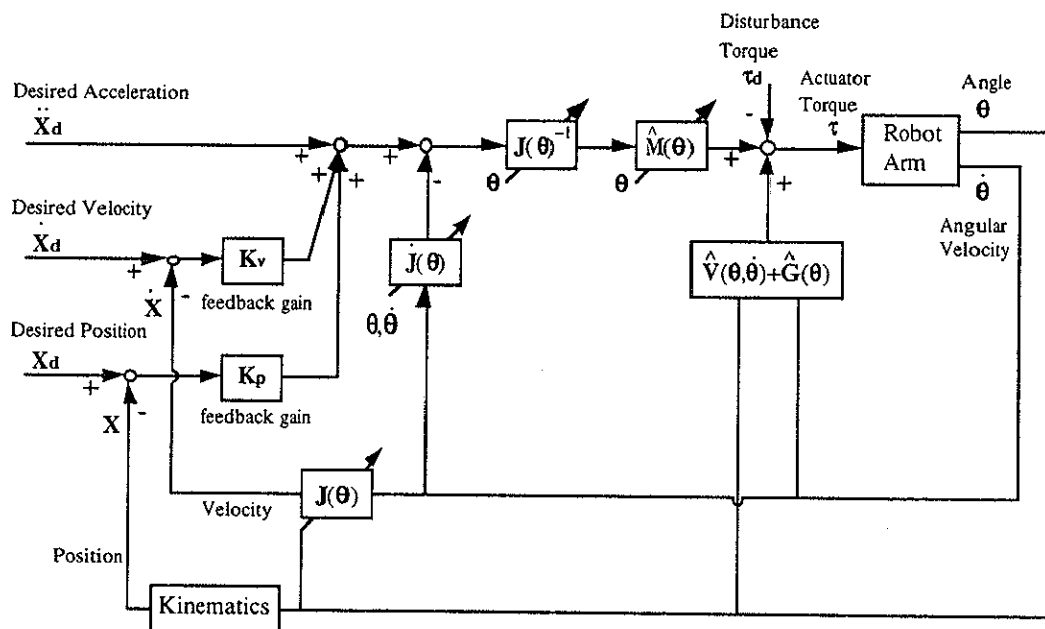 Disturbance
Torque
τd
Desired Acceleration
Ẍd
Actuator
Torque
τ
Angle
θ
-
+
+
+
+
-
J(θ)⁻¹
θ
M̂(θ)
θ
+
+
Robot
Arm
θ̇
Angular
Velocity
Desired Velocity
Ẋd
+
-
Ẋ
Kv
feedback gain
J̇(θ)
θ,θ̇
V̂(θ,θ̇)+Ĝ(θ)
Desired Position
Xd
+
-
X
Kp
feedback gain
J(θ)
Velocity
Position
Kinematics